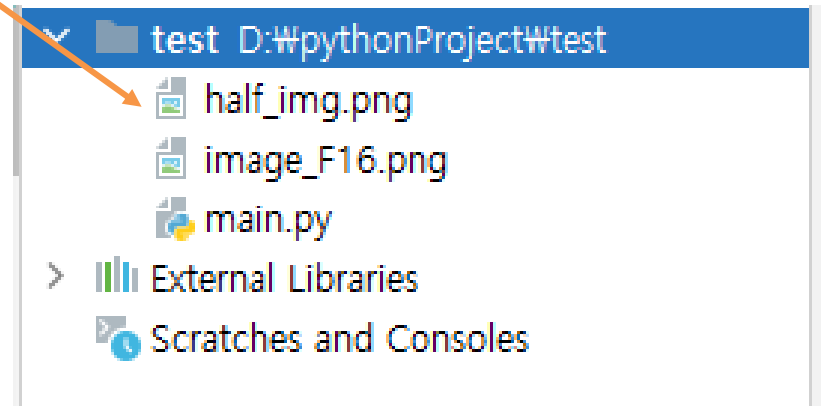 test D:₩pythonProject₩test
half_img.png
image_F16.png
main.py
External Libraries
Scratches and Consoles